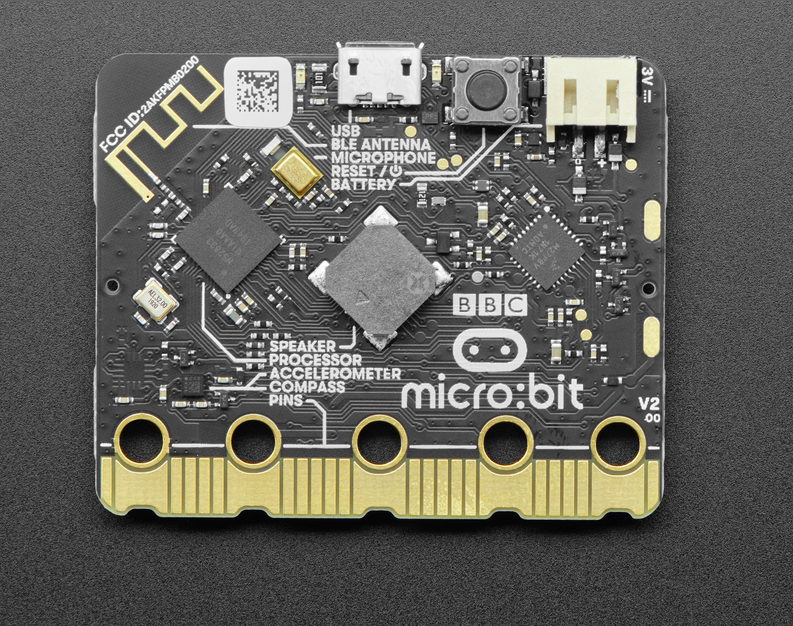 FCC ID:2AKFPMB0200
3V
USB
BLE ANTENNA
MICROPHONE
RESET /
BATTERY
BBC
SPEAKER
PROCESSOR
ACCELEROMETER
COMPASS
PINS
micro:bit
V2
.00